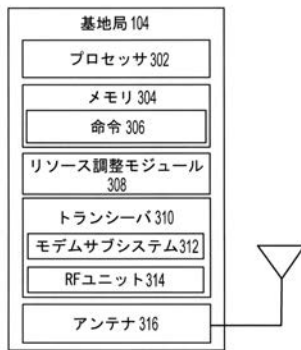 基地局 104
プロセッサ 302
メモリ 304
命令 306
リソース調整モジュール
308
トランシーバ 310
モデムサブシステム312
RFユニット 314
アンテナ 316